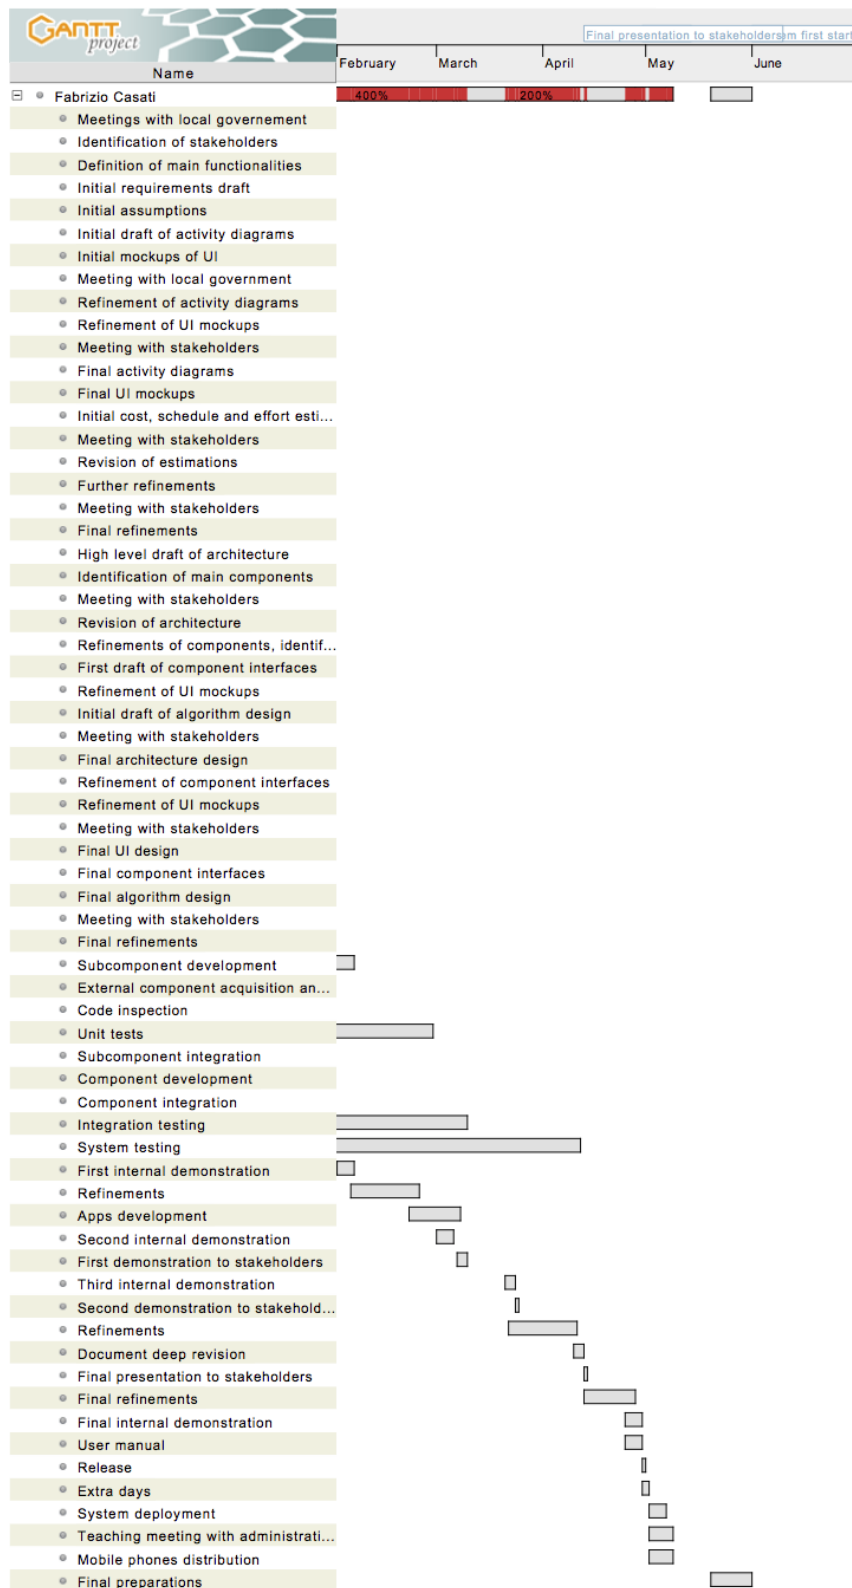 GANTT
project
Final presentation to stakeholders
m first start
Name
February
March
April
May
June
Fabrizio Casati
400%
200%
Meetings with local governement
Identification of stakeholders
Definition of main functionalities
Initial requirements draft
Initial assumptions
Initial draft of activity diagrams
Initial mockups of UI
Meeting with local government
Refinement of activity diagrams
Refinement of UI mockups
Meeting with stakeholders
Final activity diagrams
Final UI mockups
Initial cost, schedule and effort esti...
Meeting with stakeholders
Revision of estimations
Further refinements
Meeting with stakeholders
Final refinements
High level draft of architecture
Identification of main components
Meeting with stakeholders
Revision of architecture
Refinements of components, identif...
First draft of component interfaces
Refinement of UI mockups
Initial draft of algorithm design
Meeting with stakeholders
Final architecture design
Refinement of component interfaces
Refinement of UI mockups
Meeting with stakeholders
Final UI design
Final component interfaces
Final algorithm design
Meeting with stakeholders
Final refinements
Subcomponent development
External component acquisition an...
Code inspection
Unit tests
Subcomponent integration
Component development
Component integration
Integration testing
System testing
First internal demonstration
Refinements
Apps development
Second internal demonstration
First demonstration to stakeholders
Third internal demonstration
Second demonstration to stakehold...
Refinements
Document deep revision
Final presentation to stakeholders
Final refinements
Final internal demonstration
User manual
Release
Extra days
System deployment
Teaching meeting with administrati...
Mobile phones distribution
Final preparations